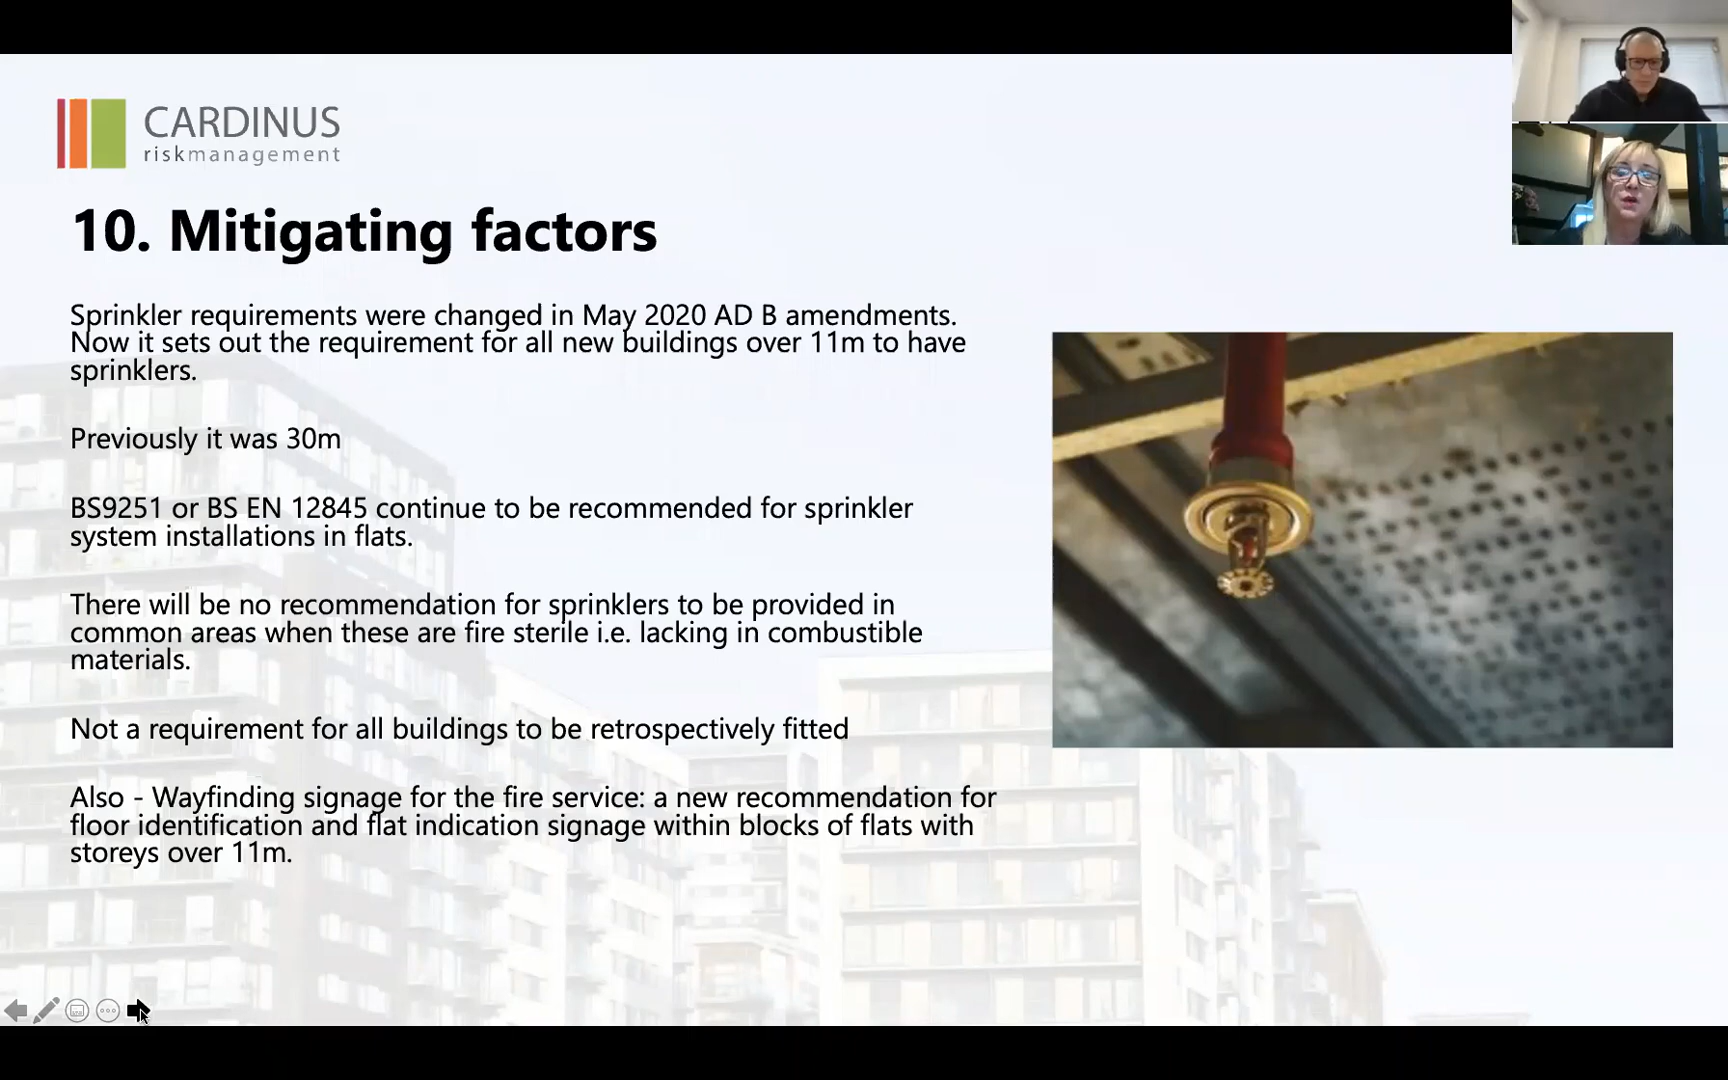 CARDINUS
riskmanagement
10. Mitigating factors
Sprinkler requirements were changed in May 2020 AD B amendments.
Now it sets out the requirement for all new buildings over 11m to have
sprinklers.
Previously it was 30m
BS9251 or BS EN 12845 continue to be recommended for sprinkler
system installations in flats.
There will be no recommendation for sprinklers to be provided in
common areas when these are fire sterile i.e. lacking in combustible
materials.
Not a requirement for all buildings to be retrospectively fitted
Also - Wayfinding signage for the fire service: a new recommendation for
floor identification and flat indication signage within blocks of flats with
storeys over 11m.